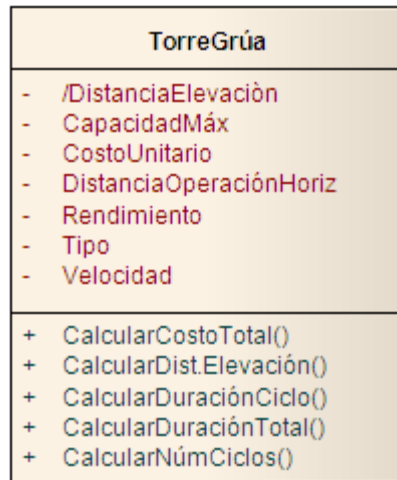 TorreGrúa
- /DistanciaElevaciòn
- CapacidadMáx
- CostoUnitario
- DistanciaOperaciónHoriz
- Rendimiento
- Tipo
- Velocidad
+ CalcularCostoTotal()
+ CalcularDist.Elevación()
+ CalcularDuraciónCiclo()
+ CalcularDuraciónTotal()
+ CalcularNúmCiclos()